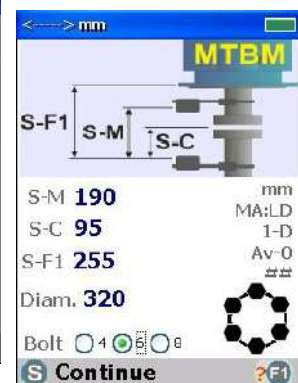 <-----> mm
MTBM
S-F1
S-M
S-C
S-M 190
S-C 95
S-F1 255
Diam. 320
mm
MA:LD
1-D
Av-0
##
Bolt 4 6 8
S Continue
?F1